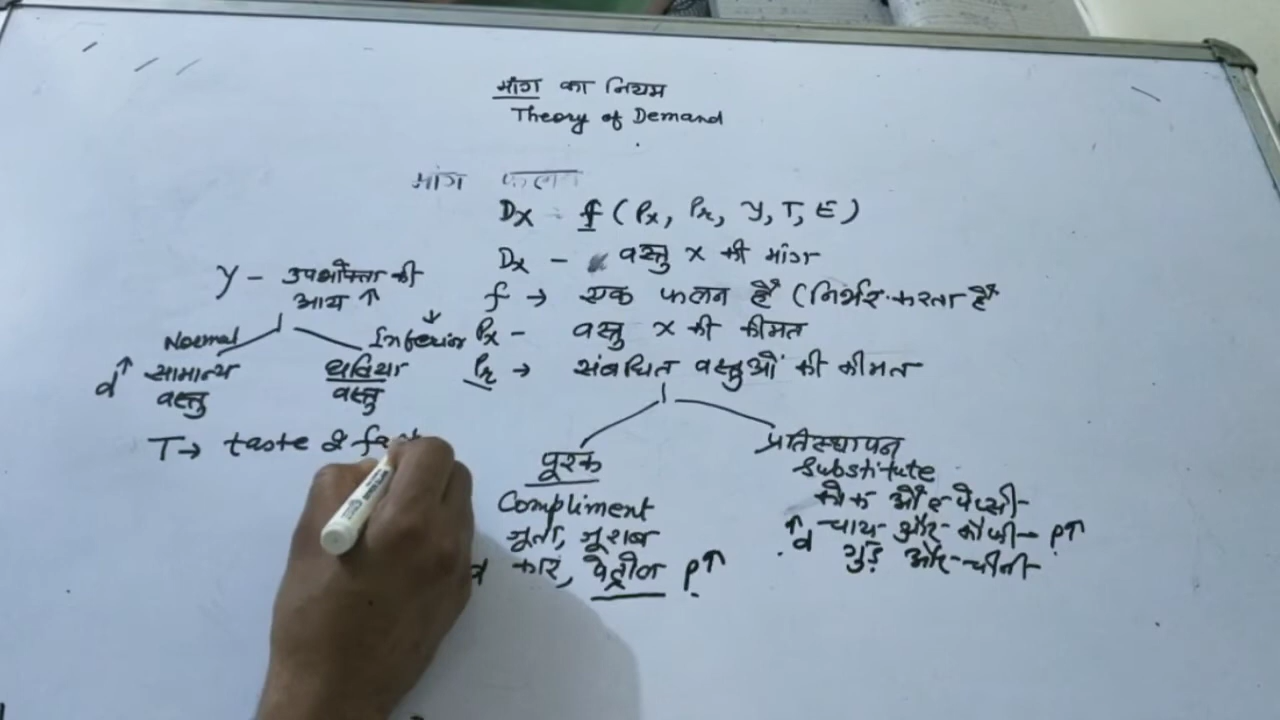 मांग का नियम
Theory of Demand
मांग फलन
Dx = f ( Px, Pr, Y, T, E )
Dx - वस्तु x की मांग
f → एक फलन है (निर्भर करता है
Px - वस्तु x की कीमत
Pr → संबंधित वस्तुओं की कीमत
पूरक
Compliment
जूता, जूराब
d कार, पेट्रोल P↑
प्रतिस्थापन
Substitute
कोक और पेप्सी
↑d चाय और कॉफी → P↑
गुड़ और चीनी
Y - उपभोक्ता की
आय ↑
Normal
d↑ सामान्य
वस्तु
Inferior ↓
घटिया
वस्तु
T → taste &